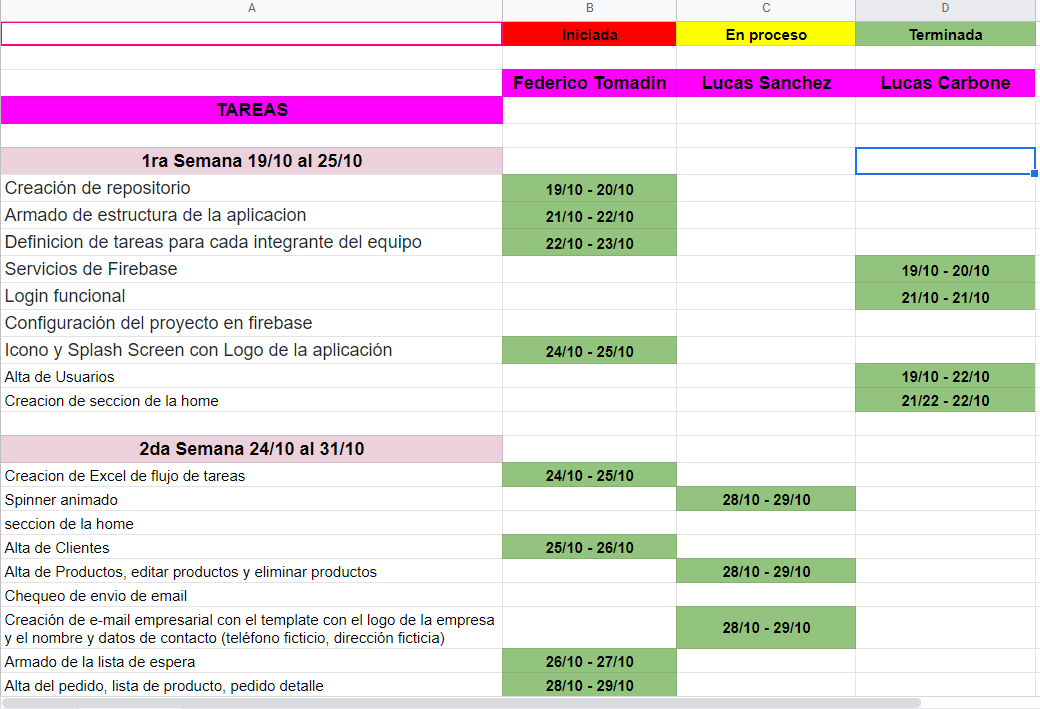 A B C D
Iniciada En proceso Terminada
Federico Tomadin Lucas Sanchez Lucas Carbone
TAREAS
1ra Semana 19/10 al 25/10
Creación de repositorio 19/10 - 20/10
Armado de estructura de la aplicacion 21/10 - 22/10
Definicion de tareas para cada integrante del equipo 22/10 - 23/10
Servicios de Firebase 19/10 - 20/10
Login funcional 21/10 - 21/10
Configuración del proyecto en firebase
Icono y Splash Screen con Logo de la aplicación 24/10 - 25/10
Alta de Usuarios 19/10 - 22/10
Creacion de seccion de la home 21/22 - 22/10
2da Semana 24/10 al 31/10
Creacion de Excel de flujo de tareas 24/10 - 25/10
Spinner animado 28/10 - 29/10
seccion de la home
Alta de Clientes 25/10 - 26/10
Alta de Productos, editar productos y eliminar productos 28/10 - 29/10
Chequeo de envio de email
Creación de e-mail empresarial con el template con el logo de la empresa
y el nombre y datos de contacto (teléfono ficticio, dirección ficticia) 28/10 - 29/10
Armado de la lista de espera 26/10 - 27/10
Alta del pedido, lista de producto, pedido detalle 28/10 - 29/10